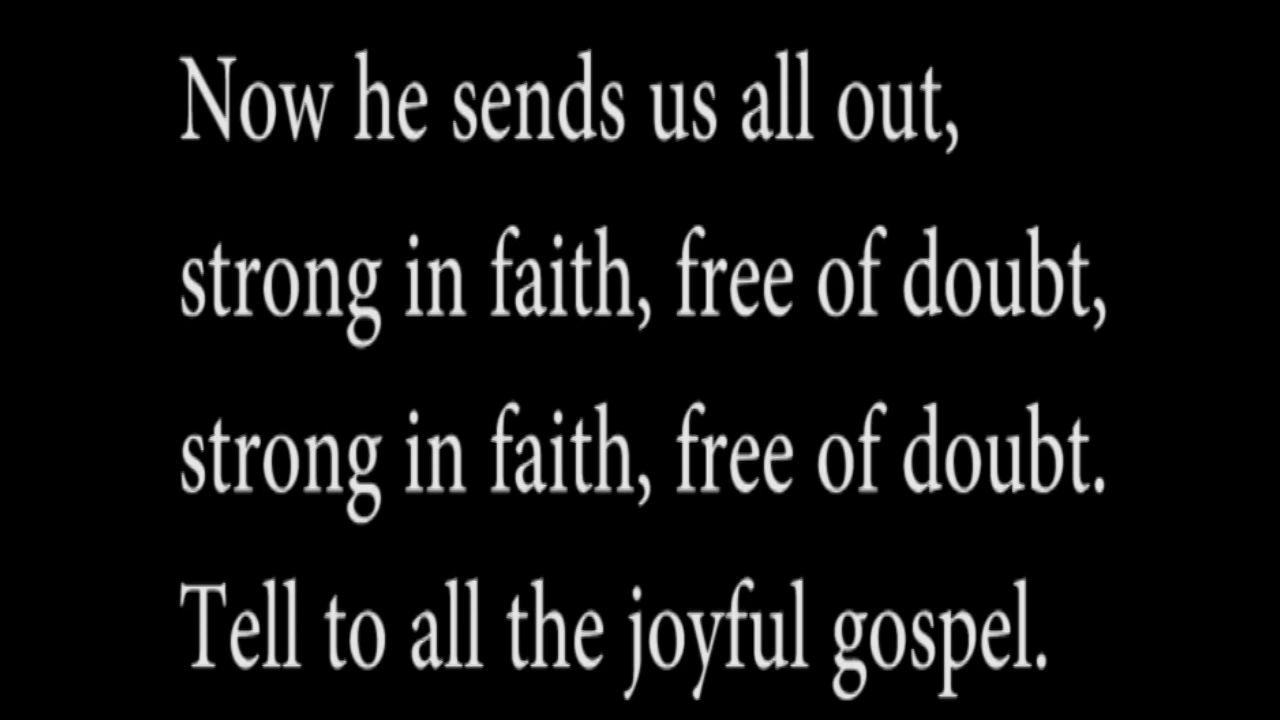 Now he sends us all out,
strong in faith, free of doubt,
strong in faith, free of doubt.
Tell to all the joyful gospel.